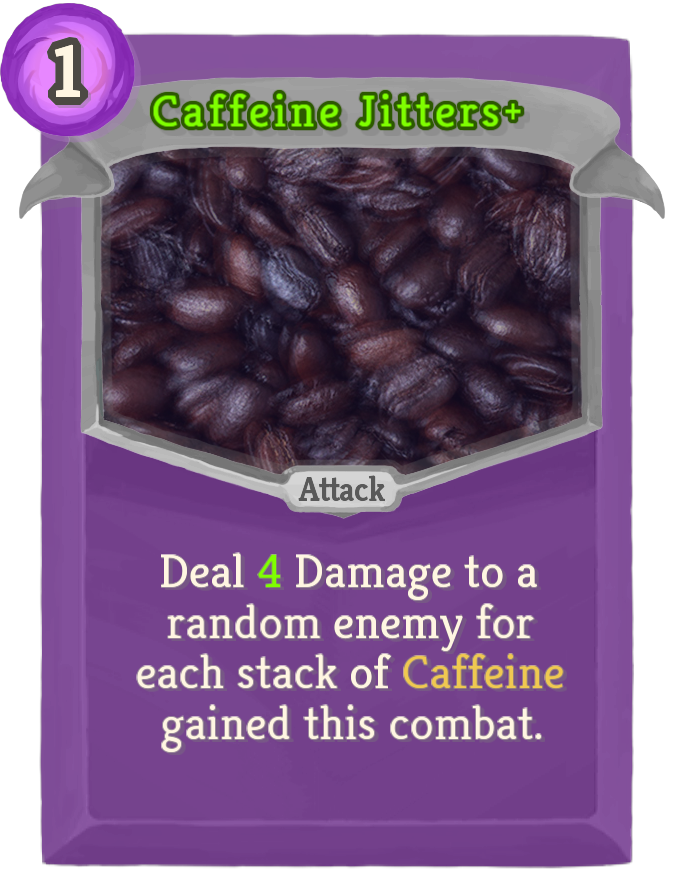 1
Caffeine Jitters+
Attack
Deal 4 Damage to a
random enemy for
each stack of Caffeine
gained this combat.